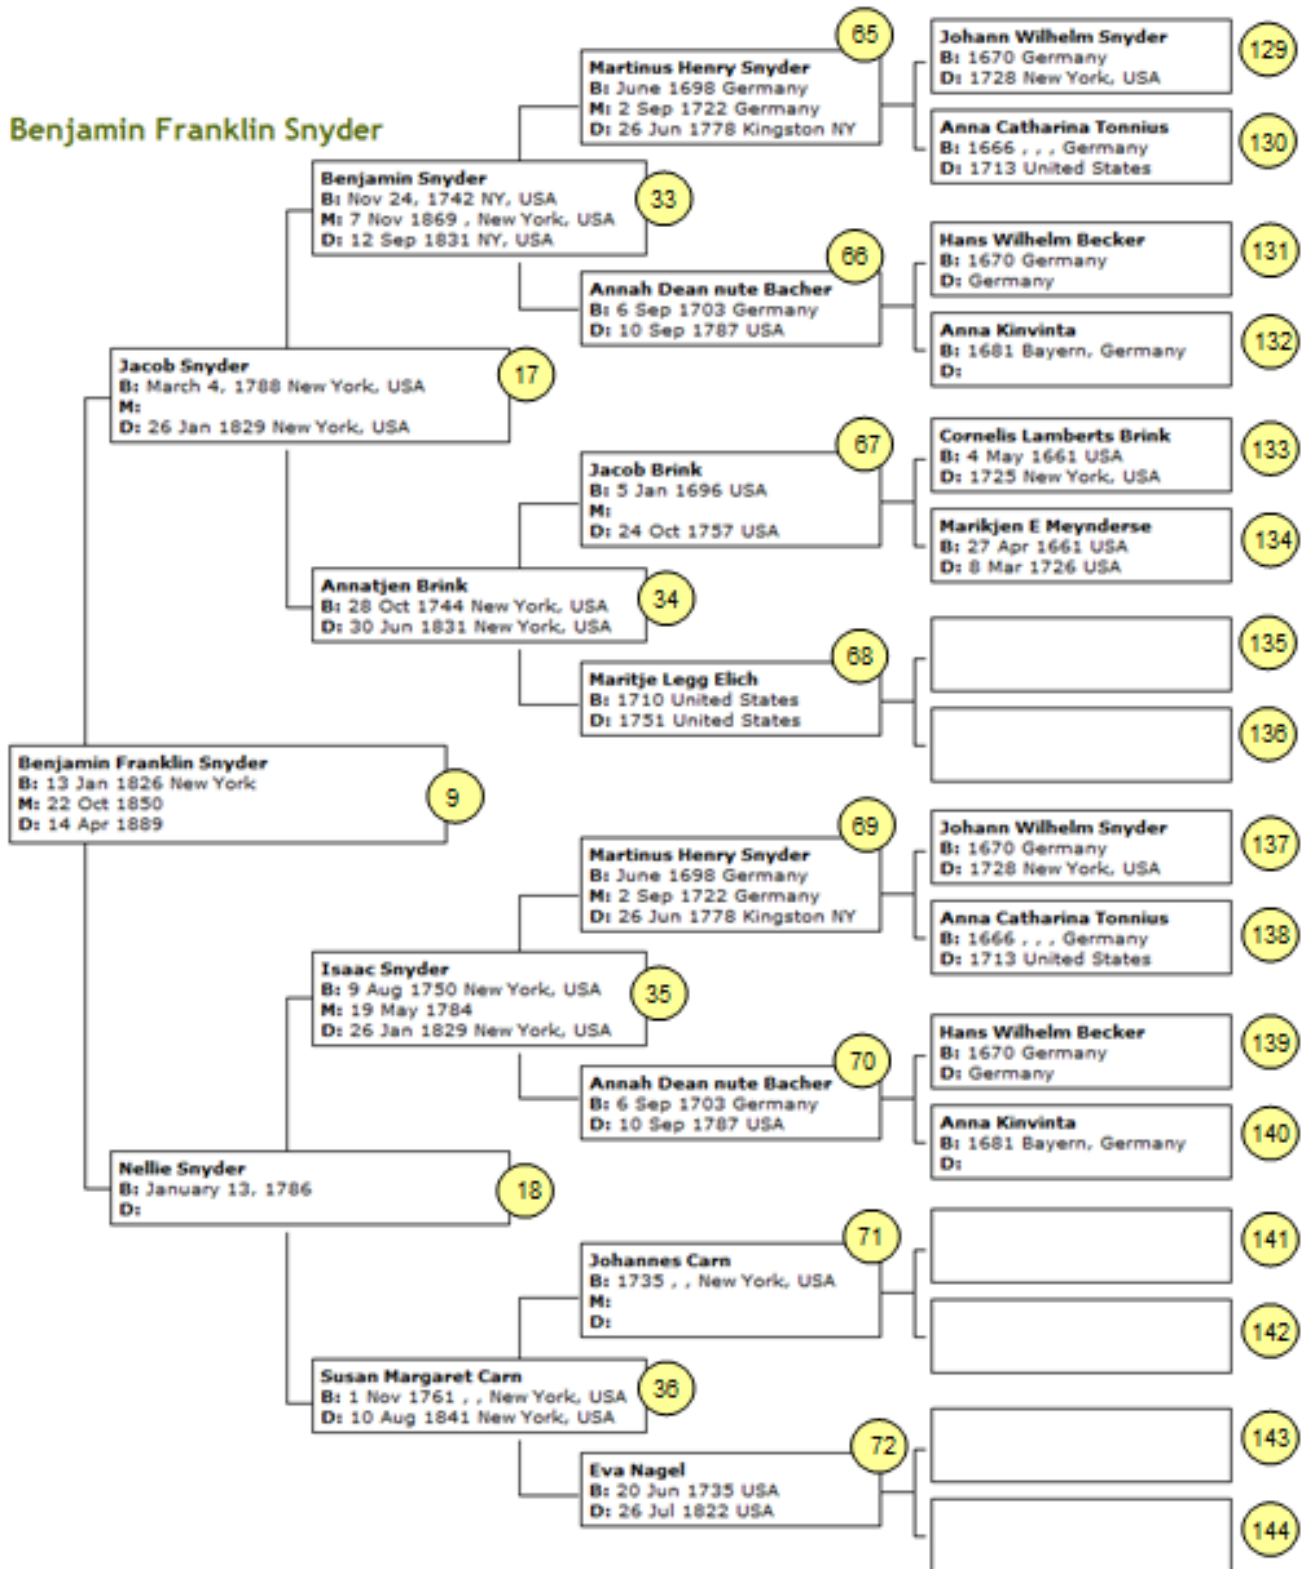 Benjamin Franklin Snyder
Benjamin Franklin Snyder
B: 13 Jan 1826 New York
M: 22 Oct 1850
D: 14 Apr 1889
9
Jacob Snyder
B: March 4, 1788 New York, USA
M:
D: 26 Jan 1829 New York, USA
17
Nellie Snyder
B: January 13, 1786
D:
18
Benjamin Snyder
B: Nov 24, 1742 NY, USA
M: 7 Nov 1869 , New York, USA
D: 12 Sep 1831 NY, USA
33
Annatjen Brink
B: 28 Oct 1744 New York, USA
D: 30 Jun 1831 New York, USA
34
Isaac Snyder
B: 9 Aug 1750 New York, USA
M: 19 May 1784
D: 26 Jan 1829 New York, USA
35
Susan Margaret Carn
B: 1 Nov 1761 , , New York, USA
D: 10 Aug 1841 New York, USA
36
65
Martinus Henry Snyder
B: June 1698 Germany
M: 2 Sep 1722 Germany
D: 26 Jun 1778 Kingston NY
66
Annah Dean nute Bacher
B: 6 Sep 1703 Germany
D: 10 Sep 1787 USA
67
Jacob Brink
B: 5 Jan 1696 USA
M:
D: 24 Oct 1757 USA
68
Maritje Legg Elich
B: 1710 United States
D: 1751 United States
69
Martinus Henry Snyder
B: June 1698 Germany
M: 2 Sep 1722 Germany
D: 26 Jun 1778 Kingston NY
70
Annah Dean nute Bacher
B: 6 Sep 1703 Germany
D: 10 Sep 1787 USA
71
Johannes Carn
B: 1735 , , New York, USA
M:
D:
72
Eva Nagel
B: 20 Jun 1735 USA
D: 26 Jul 1822 USA
Johann Wilhelm Snyder
B: 1670 Germany
D: 1728 New York, USA
129
Anna Catharina Tonnius
B: 1666 , , , Germany
D: 1713 United States
130
Hans Wilhelm Becker
B: 1670 Germany
D: Germany
131
Anna Kinvinta
B: 1681 Bayern, Germany
D:
132
Cornelis Lamberts Brink
B: 4 May 1661 USA
D: 1725 New York, USA
133
Marikjen E Meynderse
B: 27 Apr 1661 USA
D: 8 Mar 1726 USA
134
135
136
Johann Wilhelm Snyder
B: 1670 Germany
D: 1728 New York, USA
137
Anna Catharina Tonnius
B: 1666 , , , Germany
D: 1713 United States
138
Hans Wilhelm Becker
B: 1670 Germany
D: Germany
139
Anna Kinvinta
B: 1681 Bayern, Germany
D:
140
141
142
143
144